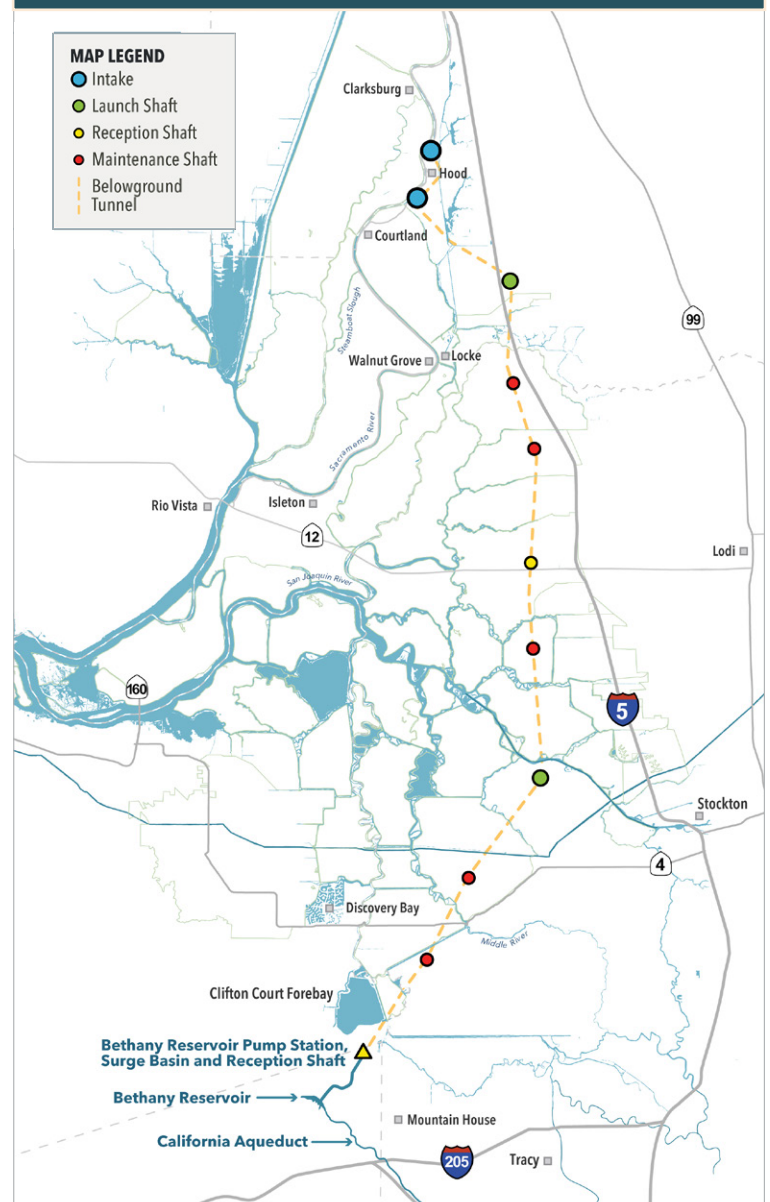 MAP LEGEND
Intake
Launch Shaft
Reception Shaft
Maintenance Shaft
Belowground
Tunnel
Clarksburg
Hood
Courtland
99
Steamboat Slough
Walnut Grove
Locke
Sacramento River
Rio Vista
Isleton
12
Lodi
San Joaquin River
160
5
Stockton
4
Discovery Bay
Middle River
Clifton Court Forebay
Bethany Reservoir Pump Station,
Surge Basin and Reception Shaft
Bethany Reservoir
Mountain House
California Aqueduct
205
Tracy